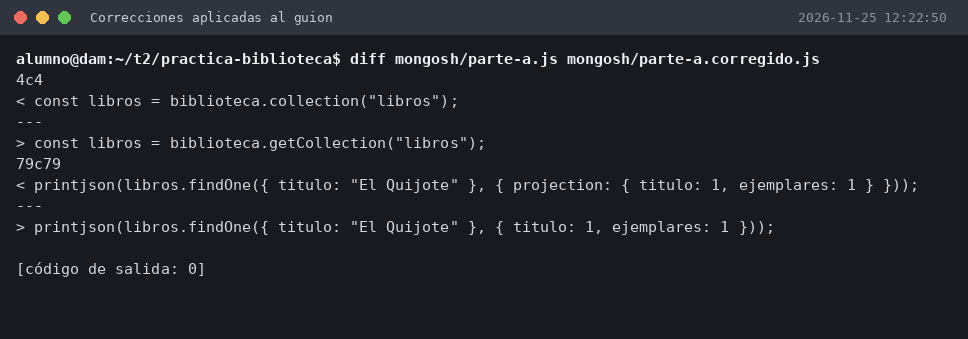 Correcciones aplicadas al guion
2026-11-25 12:22:50
alumno@dam:~/t2/practica-biblioteca$ diff mongosh/parte-a.js mongosh/parte-a.corregido.js
4c4
< const libros = biblioteca.collection("libros");
---
> const libros = biblioteca.getCollection("libros");
79c79
< printjson(libros.findOne({ titulo: "El Quijote" }, { projection: { titulo: 1, ejemplares: 1 } }));
---
> printjson(libros.findOne({ titulo: "El Quijote" }, { titulo: 1, ejemplares: 1 }));
[código de salida: 0]